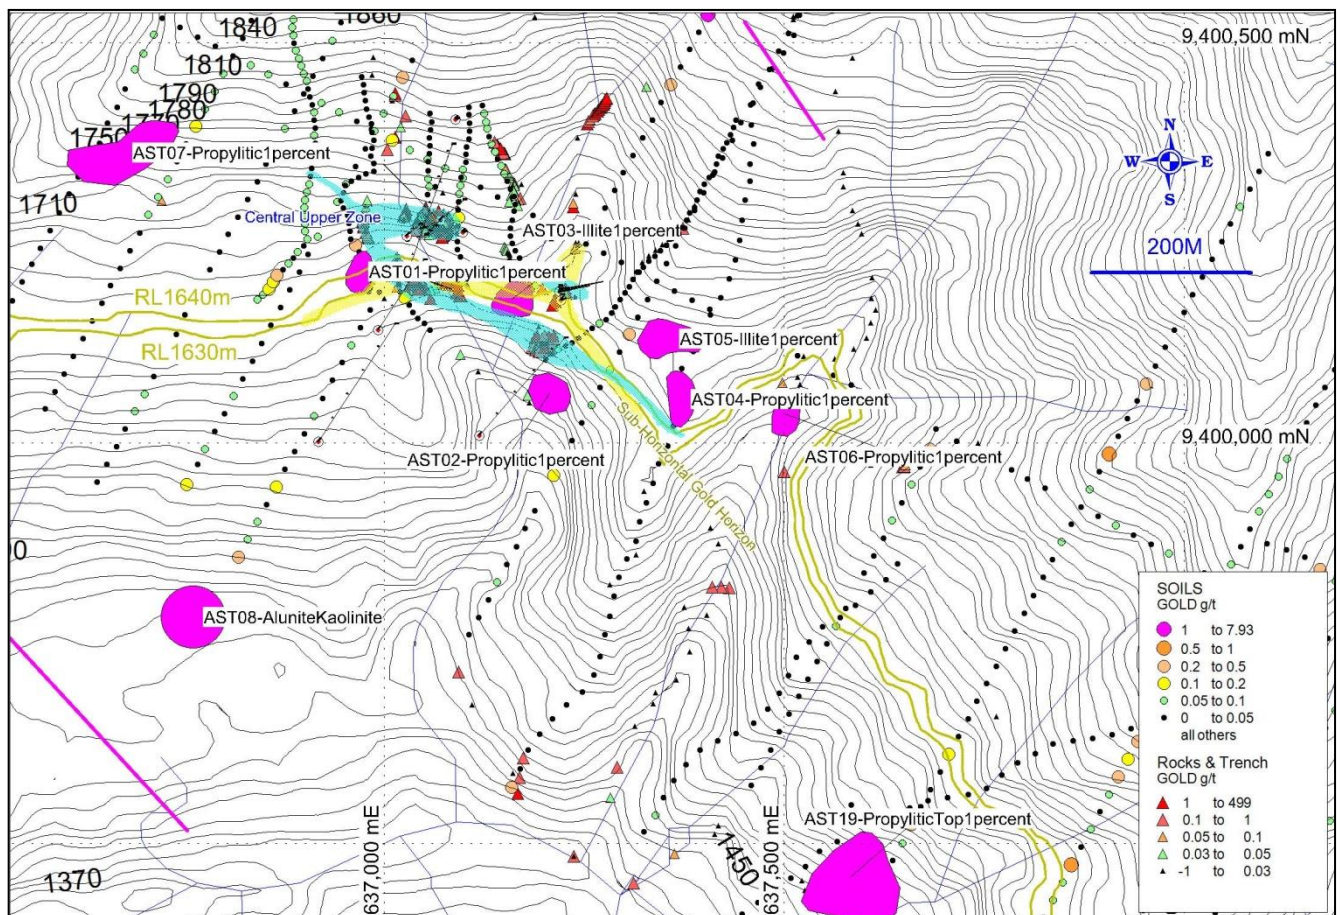 1860
1840
9,400,500 mN
1810
1790
1780
1770
1750
AST07-Propylitic1percent
N
W E
S
1710
Central Upper Zone
AST03-Illite1percent
200M
AST01-Propylitic1percent
RL1640m
RL1630m
AST05-Illite1percent
AST04-Propylitic1percent
Sub-Horizontal Gold Horizon
9,400,000 mN
AST02-Propylitic1percent
AST06-Propylitic1percent
AST08-AluniteKaolinite
SOILS
GOLD g/t
1 to 7.93
0.5 to 1
0.2 to 0.5
0.1 to 0.2
0.05 to 0.1
0 to 0.05
all others
Rocks & Trench
GOLD g/t
1 to 499
0.1 to 1
0.05 to 0.1
0.03 to 0.05
-1 to 0.03
637,000 mE
637,500 mE
AST19-PropyliticTop1percent
1450
1370